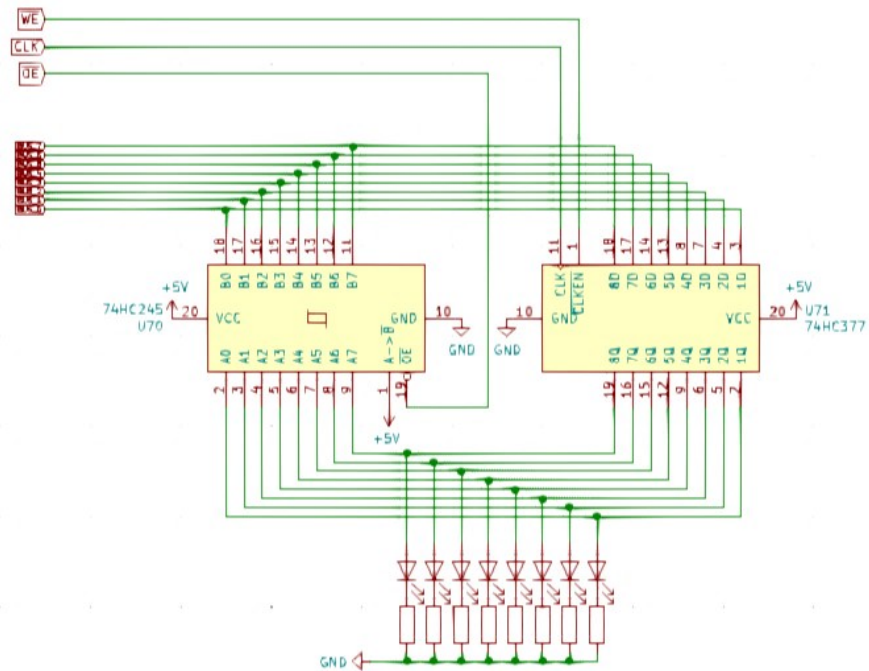 WE
CLK
OE
18 17 16 15 14 13 12 11
11 1 18 17 14 13 8 7 4 3
B0 B1 B2 B3 B4 B5 B6 B7
CLK CLKEN 8D 7D 6D 5D 4D 3D 2D 1D
+5V
+5V
74HC245
U70
20
VCC
GND
10
GND
10
GND
GND
VCC
20
U71
74HC377
A0 A1 A2 A3 A4 A5 A6 A7 A->B OE
8Q 7Q 6Q 5Q 4Q 3Q 2Q 1Q
2 3 4 5 6 7 8 9 1 19
19 16 15 12 9 6 5 2
+5V
GND